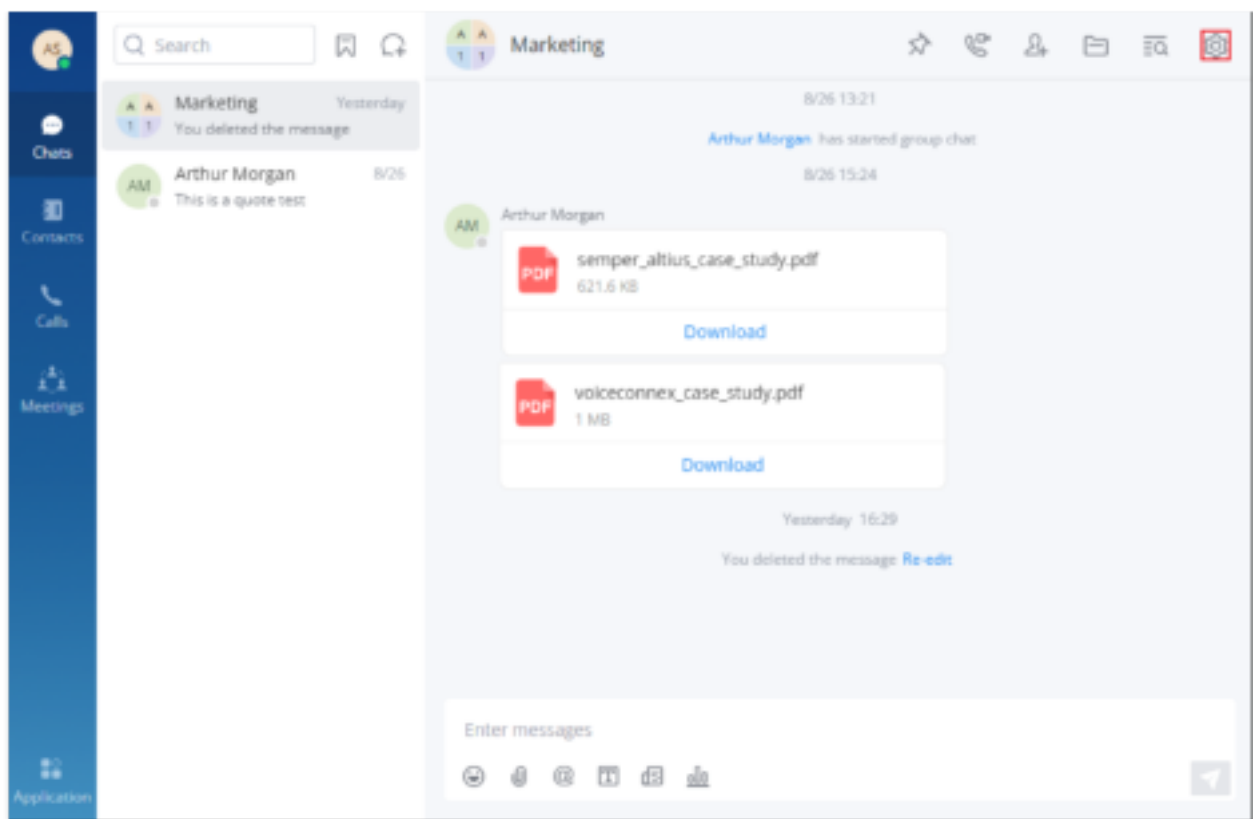 AS
Search
Chats
Contacts
Calls
Meetings
Application
A A
1 1
Marketing
Yesterday
You deleted the message
AM
Arthur Morgan
8/26
This is a quote test
A A
1 1
Marketing
8/26 13:21
Arthur Morgan has started group chat
8/26 15:24
AM
Arthur Morgan
PDF
semper_altius_case_study.pdf
621.6 KB
Download
PDF
voiceconnex_case_study.pdf
1 MB
Download
Yesterday 16:29
You deleted the message Re-edit
Enter messages